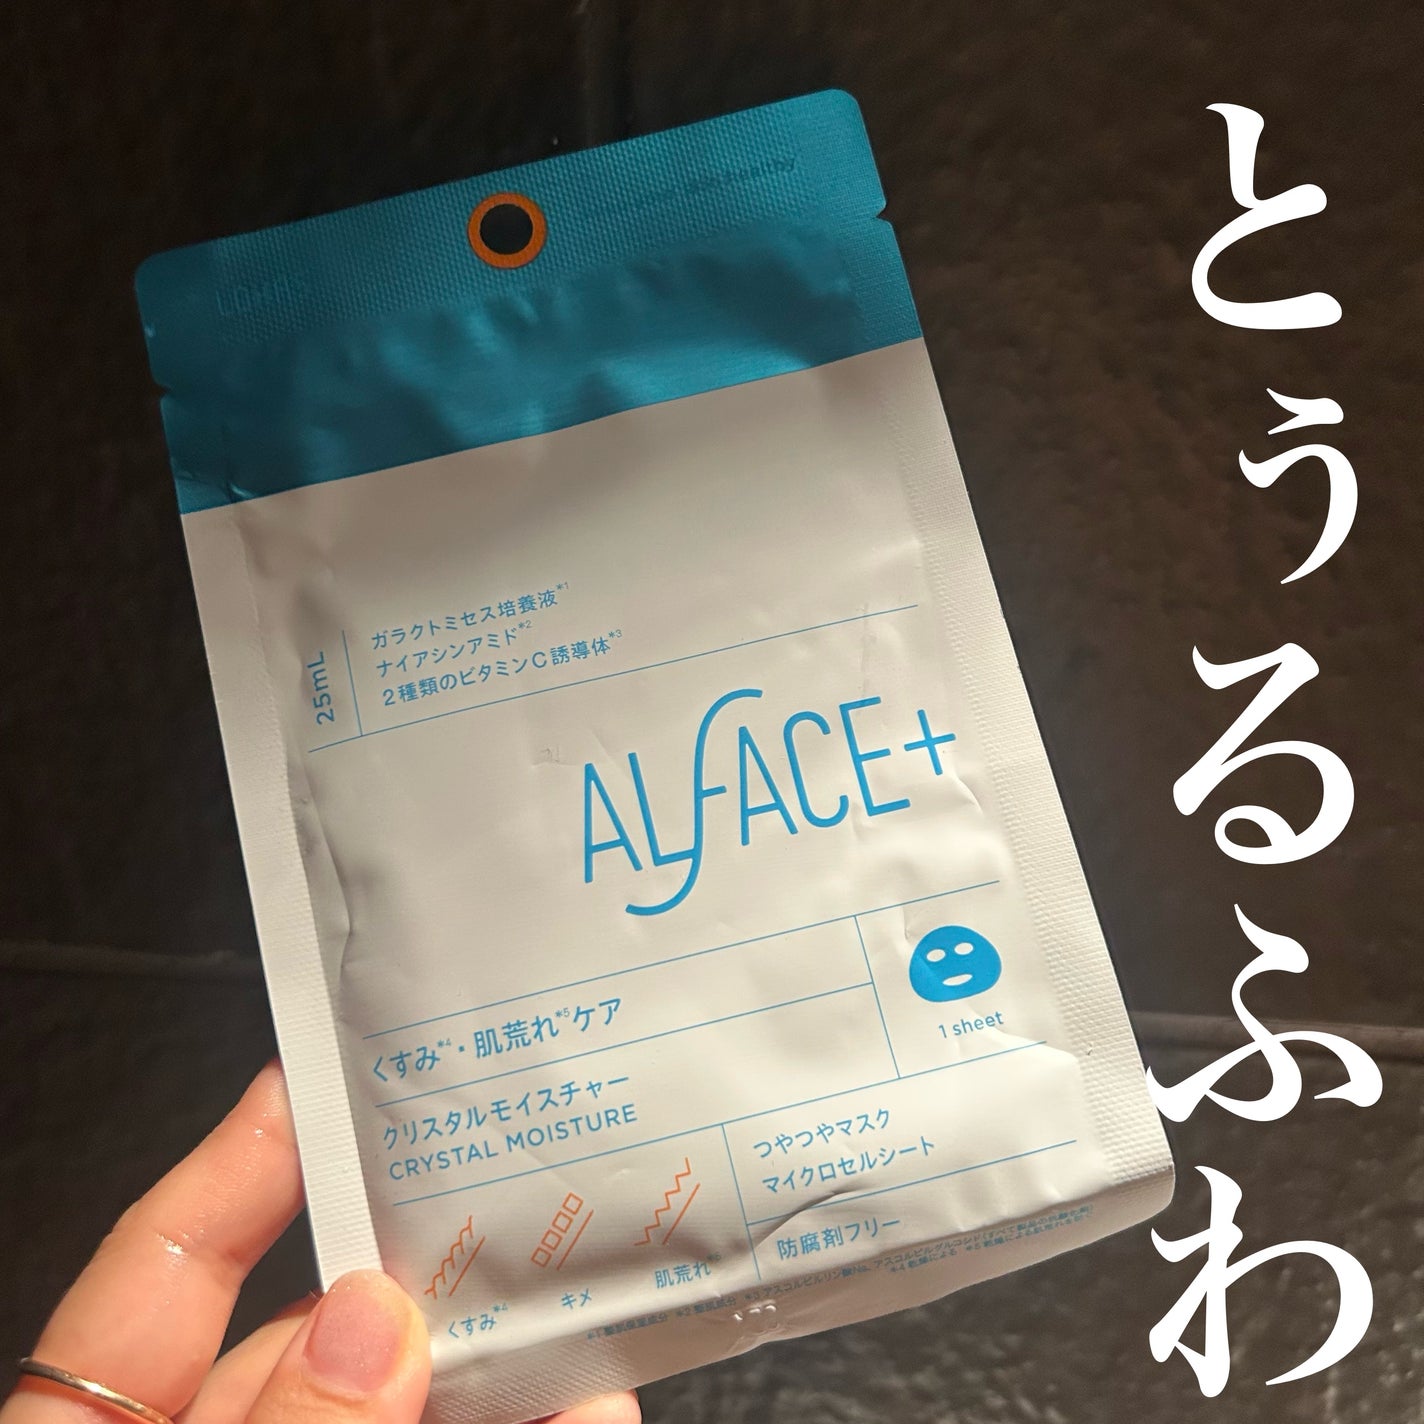 とぅるふわ
25mL
ガラクトミセス培養液*1
ナイアシンアミド*2
2種類のビタミンC誘導体*3
ALFACE+
くすみ*4・肌荒れ*5ケア
1 sheet
クリスタルモイスチャー
CRYSTAL MOISTURE
つやつやマスク
マイクロセルシート
防腐剤フリー
くすみ*4
キメ
肌荒れ*5